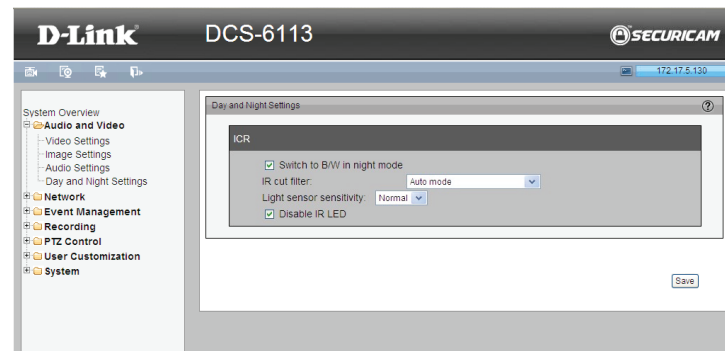 D-Link
DCS-6113
SECURICAM
172.17.5.130
System Overview
Audio and Video
Video Settings
Image Settings
Audio Settings
Day and Night Settings
Network
Event Management
Recording
PTZ Control
User Customization
System
Day and Night Settings
?
ICR
Switch to B/W in night mode
IR cut filter: Auto mode
Light sensor sensitivity: Normal
Disable IR LED
Save